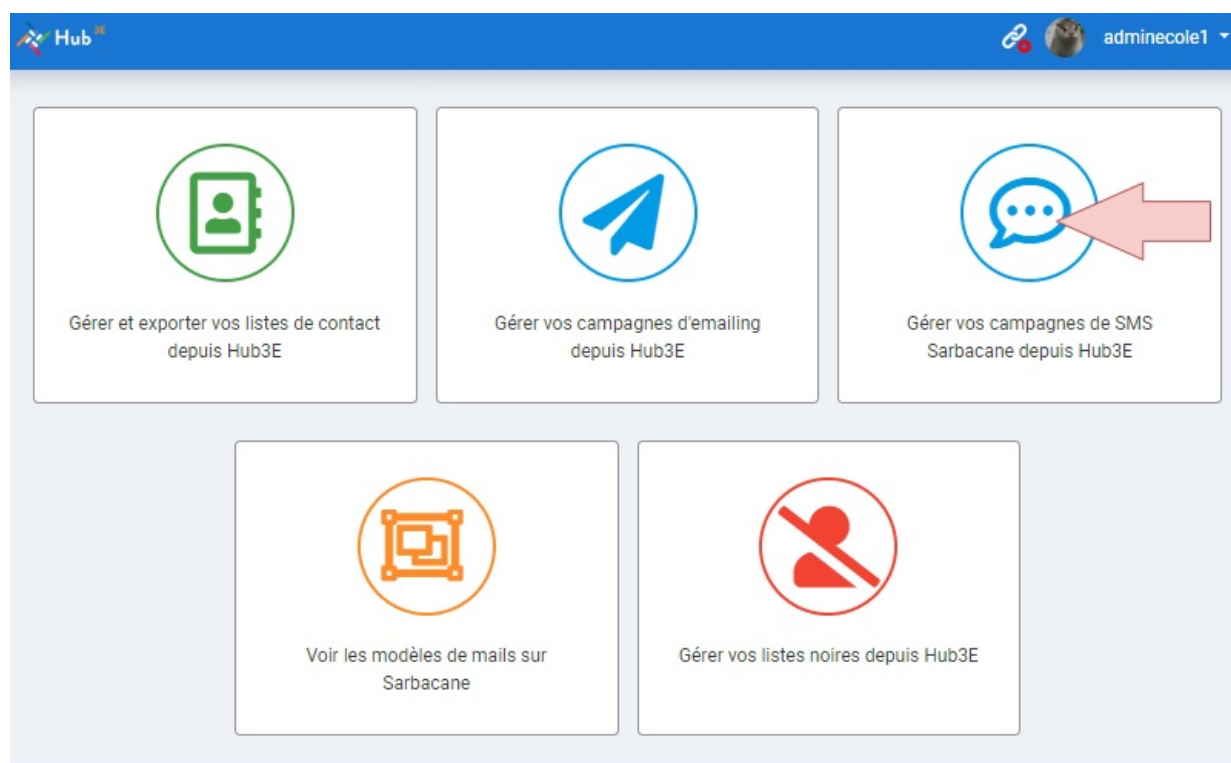 Hub 3E
adminecole1
Gérer et exporter vos listes de contact
depuis Hub3E
Gérer vos campagnes d'emailing
depuis Hub3E
Gérer vos campagnes de SMS
Sarbacane depuis Hub3E
Voir les modèles de mails sur
Sarbacane
Gérer vos listes noires depuis Hub3E